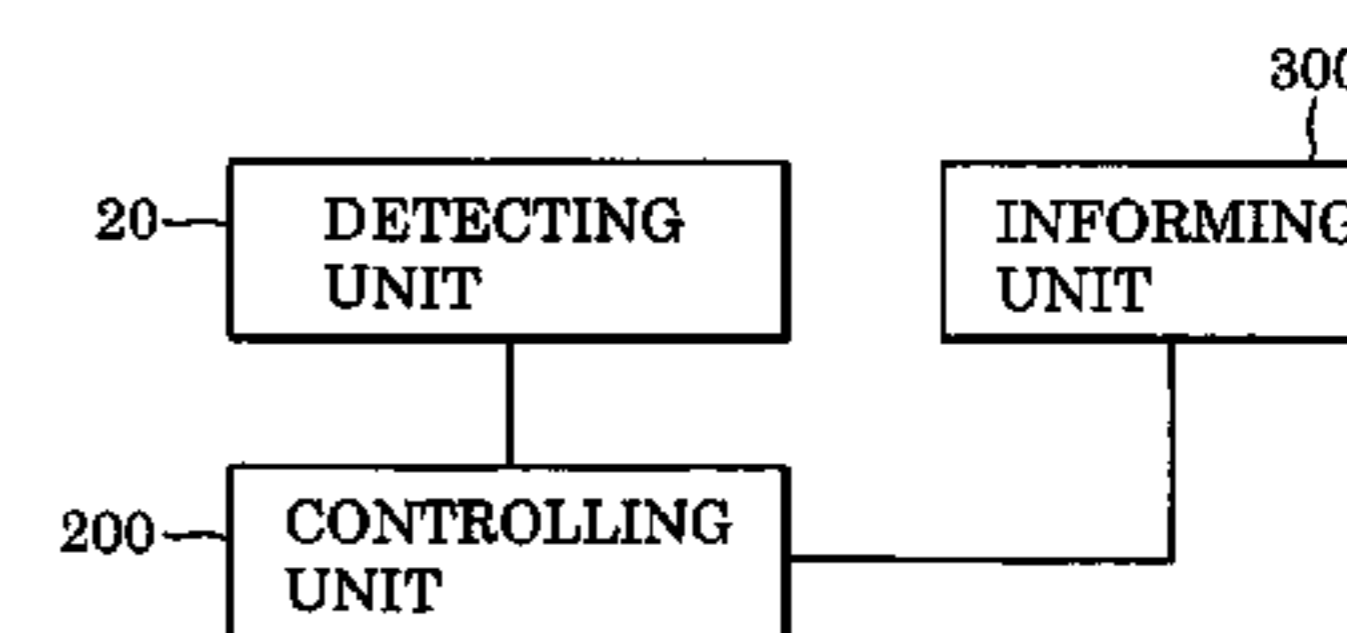 300
20
DETECTING
UNIT
INFORMING
UNIT
200
CONTROLLING
UNIT